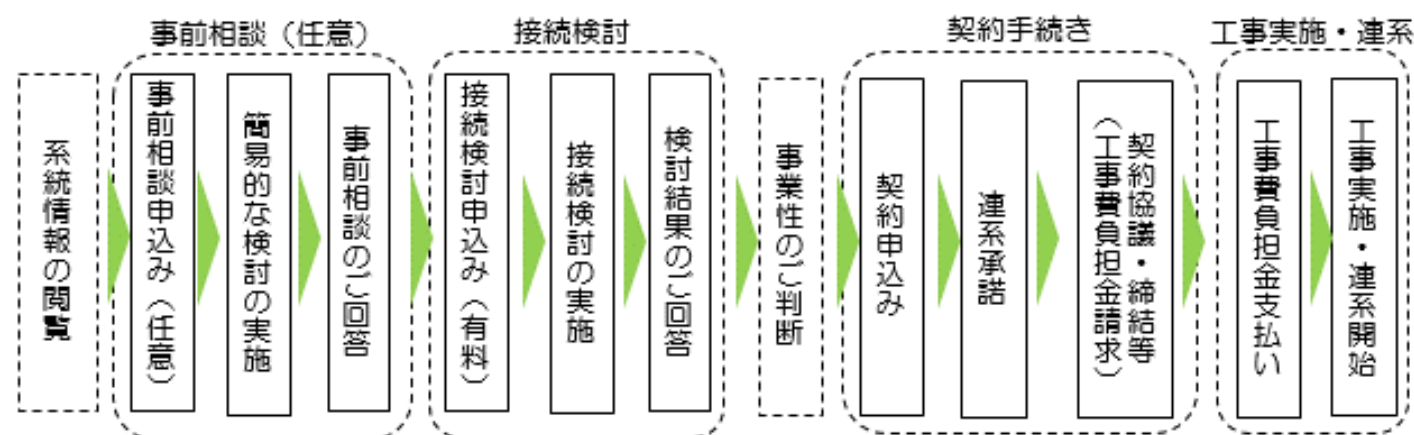 事前相談（任意）
接続検討
契約手続き
工事実施・連系
系統情報の閲覧
事前相談申込み（任意）
簡易的な検討の実施
事前相談のご回答
接続検討申込み（有料）
接続検討の実施
検討結果のご回答
事業性のご判断
契約申込み
連系承諾
契約協議・締結等
（工事費負担金請求）
工事費負担金支払い
工事実施・連系開始